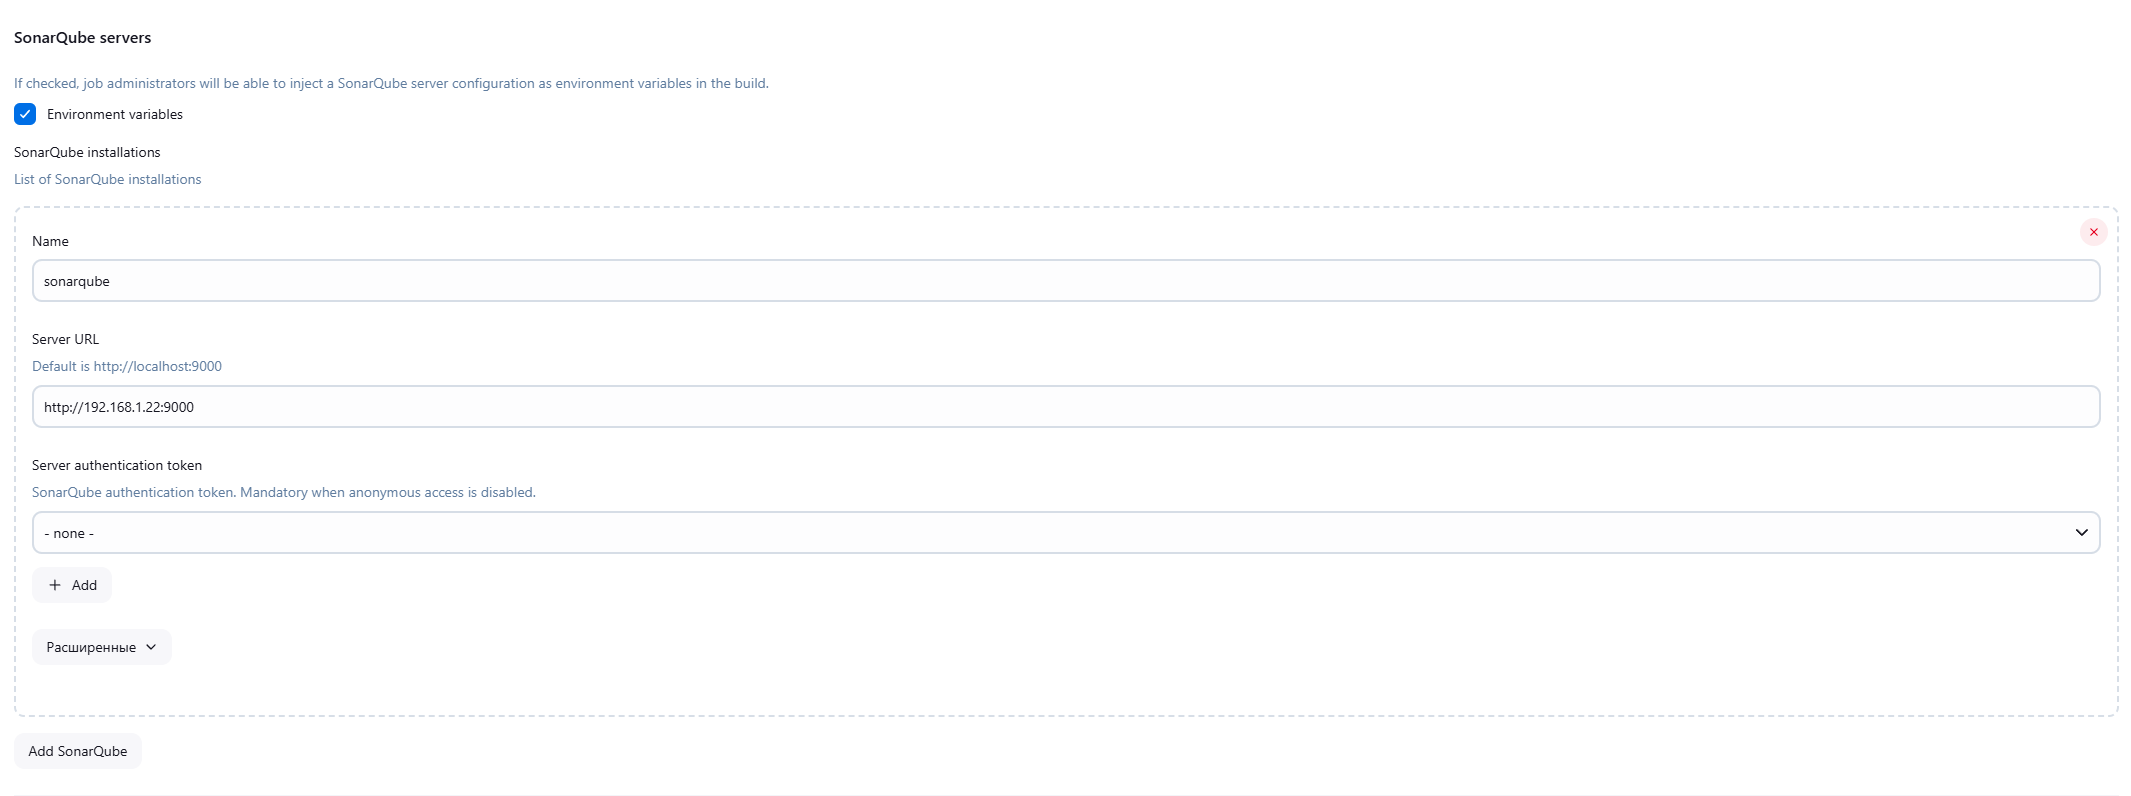 SonarQube servers
If checked, job administrators will be able to inject a SonarQube server configuration as environment variables in the build.
Environment variables
SonarQube installations
List of SonarQube installations
Name
sonarqube
Server URL
Default is http://localhost:9000
http://192.168.1.22:9000
Server authentication token
SonarQube authentication token. Mandatory when anonymous access is disabled.
- none -
Add
Расширенные
Add SonarQube